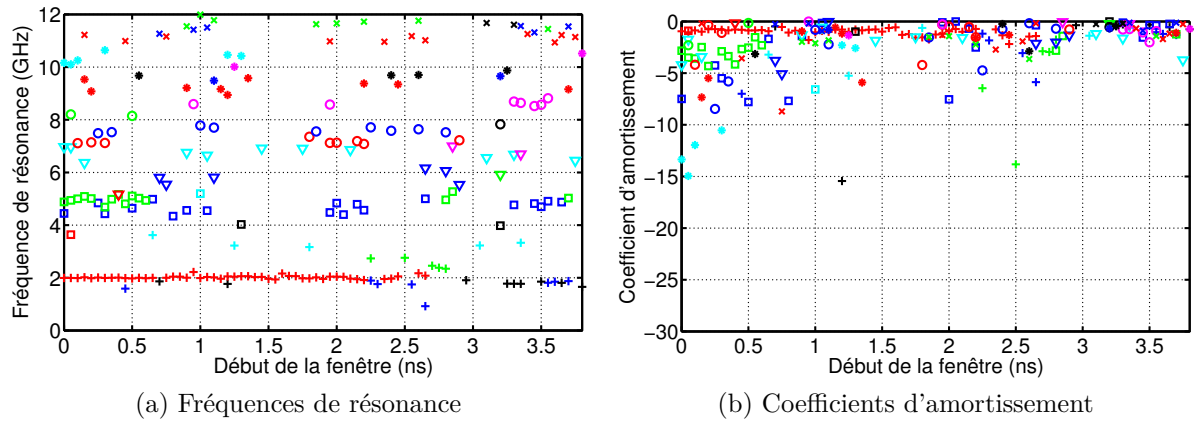 Fréquence de résonance (GHz)
12
10
8
6
4
2
0
0 0.5 1 1.5 2 2.5 3 3.5
Début de la fenêtre (ns)
(a) Fréquences de résonance
Coefficient d'amortissement
0
−5
−10
−15
−20
−25
−30
0 0.5 1 1.5 2 2.5 3 3.5
Début de la fenêtre (ns)
(b) Coefficients d'amortissement